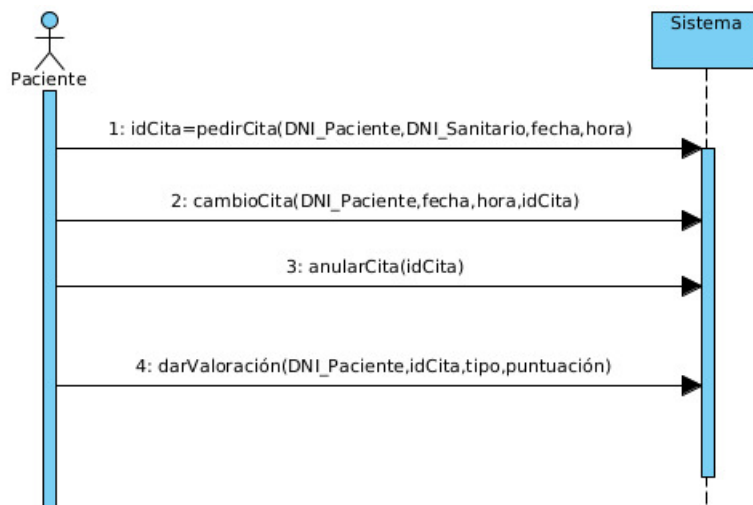 Sistema
Paciente
1: idCita=pedirCita(DNI_Paciente,DNI_Sanitario,fecha,hora)
2: cambioCita(DNI_Paciente,fecha,hora,idCita)
3: anularCita(idCita)
4: darValoración(DNI_Paciente,idCita,tipo,puntuación)